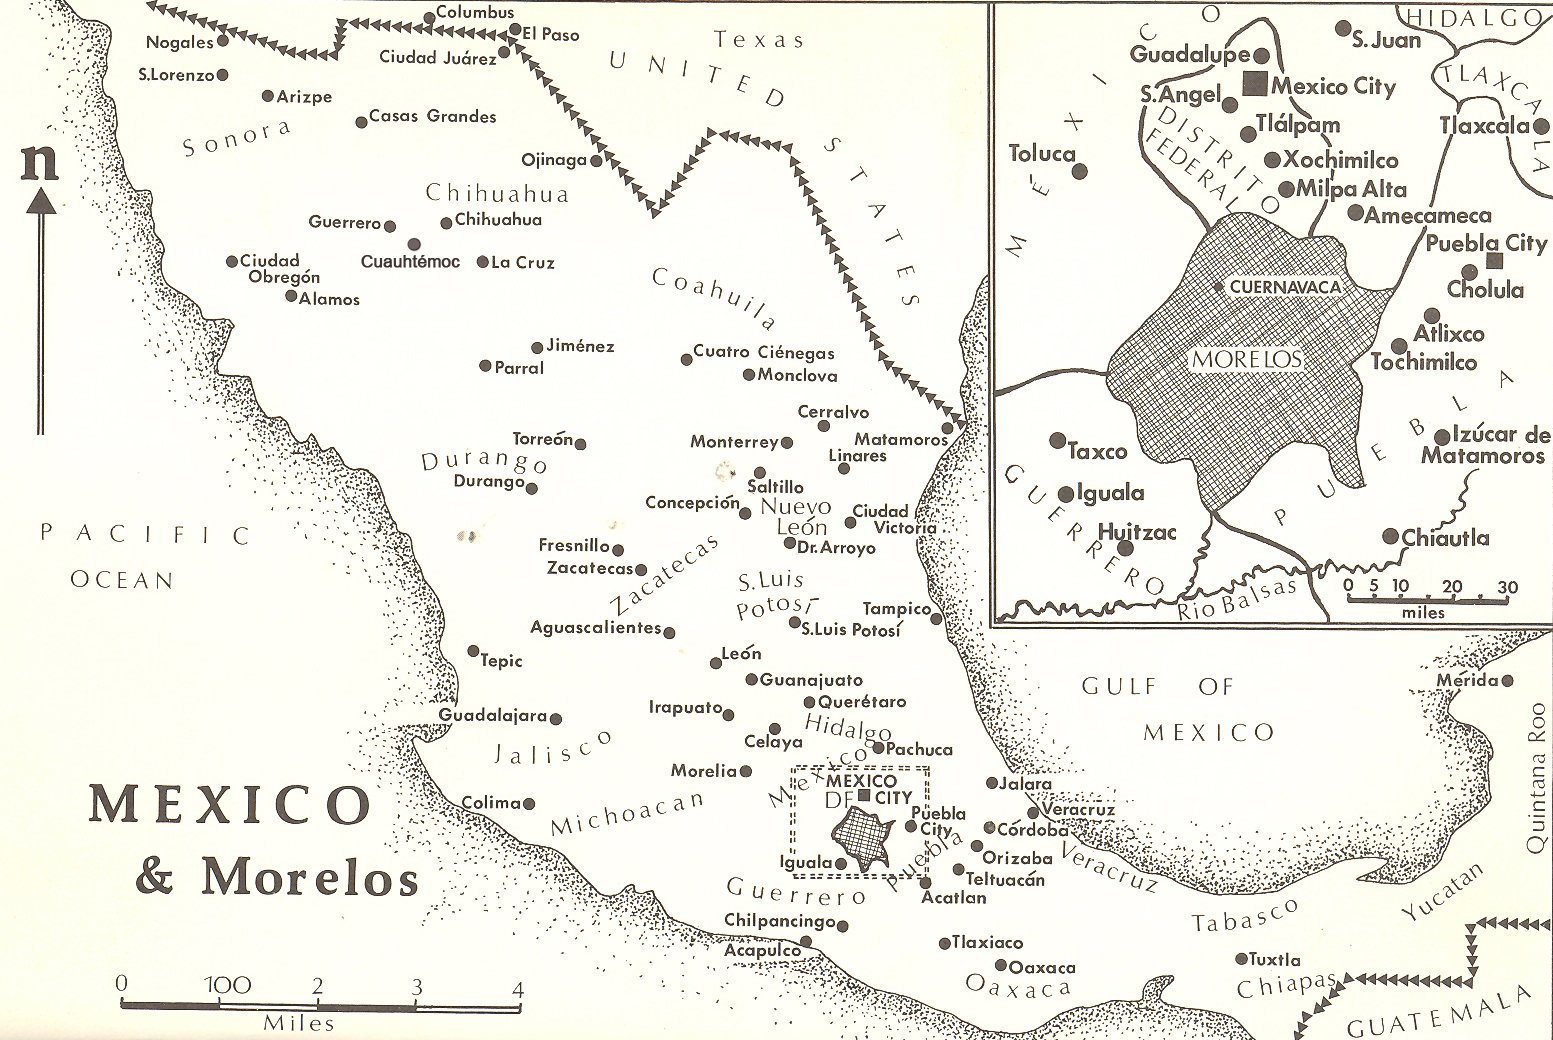 Columbus
El Paso
Nogales
Ciudad Juárez
Texas
UNITED STATES
S.Lorenzo
Arizpe
Casas Grandes
Sonora
n
Ojinaga
Chihuahua
Guerrero
Chihuahua
Cuauhtémoc
La Cruz
Ciudad
Obregón
Alamos
Coahuila
Jiménez
Parral
Cuatro Ciénegas
Monclova
Cerralvo
Torreón
Monterrey
Matamoros
Linares
Durango
Durango
Saltillo
Concepción
Nuevo
León
Ciudad
Victoria
Dr. Arroyo
PACIFIC
OCEAN
Fresnillo
Zacatecas
Zacatecas
S.Luis
Potosí
Tampico
Aguascalientes
S.Luis Potosí
Tepic
León
Guanajuato
Irapuato
Querétaro
Guadalajara
Hidalgo
Celaya
Pachuca
Jalisco
Mexico
Morelia
MEXICO
DF
CITY
Jalara
Colima
Michoacan
Puebla
City
Veracruz
Córdoba
Puebla
Iguala
Orizaba
Veracruz
Teltuacán
Acatlan
Guerrero
Chilpancingo
Acapulco
Tlaxiaco
Oaxaca
Oaxaca
Tabasco
Tuxtla
Chiapas
Yucatan
GUATEMALA
Quintana Roo
Mérida
GULF OF
MEXICO
MEXICO
& Morelos
0 100 2 3 4
Miles
HIDALGO
S.Juan
MÉXICO
Guadalupe
Mexico City
TLAXCALA
S.Angel
Tlálpam
Tlaxcala
DISTRITO
FEDERAL
Toluca
Xochimilco
Milpa Alta
Amecameca
Puebla City
Cholula
CUERNAVACA
Atlixco
MORELOS
Tochimilco
PUEBLA
Izúcar de
Matamoros
Taxco
Iguala
GUERRERO
Huitzac
Chiautla
Rio Balsas
0 5 10 20 30
miles